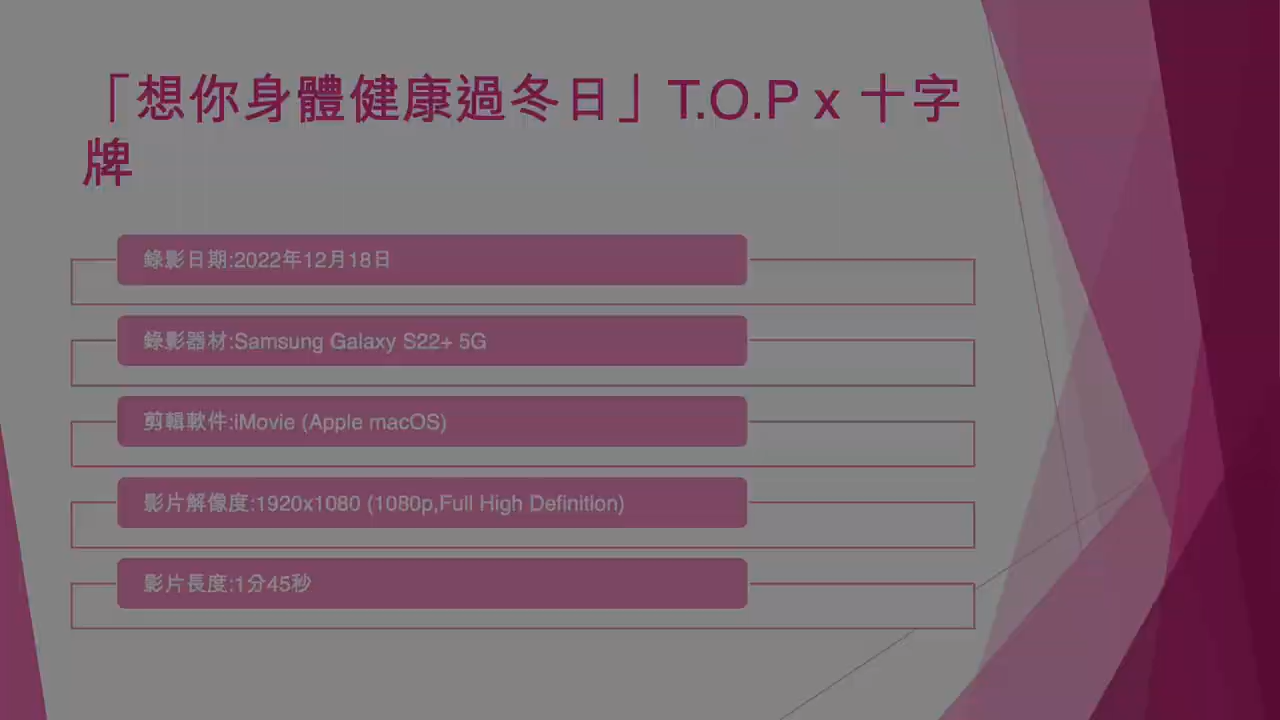 「想你身體健康過冬日」T.O.P x 十字
牌
錄影日期:2022年12月18日
錄影器材:Samsung Galaxy S22+ 5G
剪輯軟件:iMovie (Apple macOS)
影片解像度:1920x1080 (1080p,Full High Definition)
影片長度:1分45秒